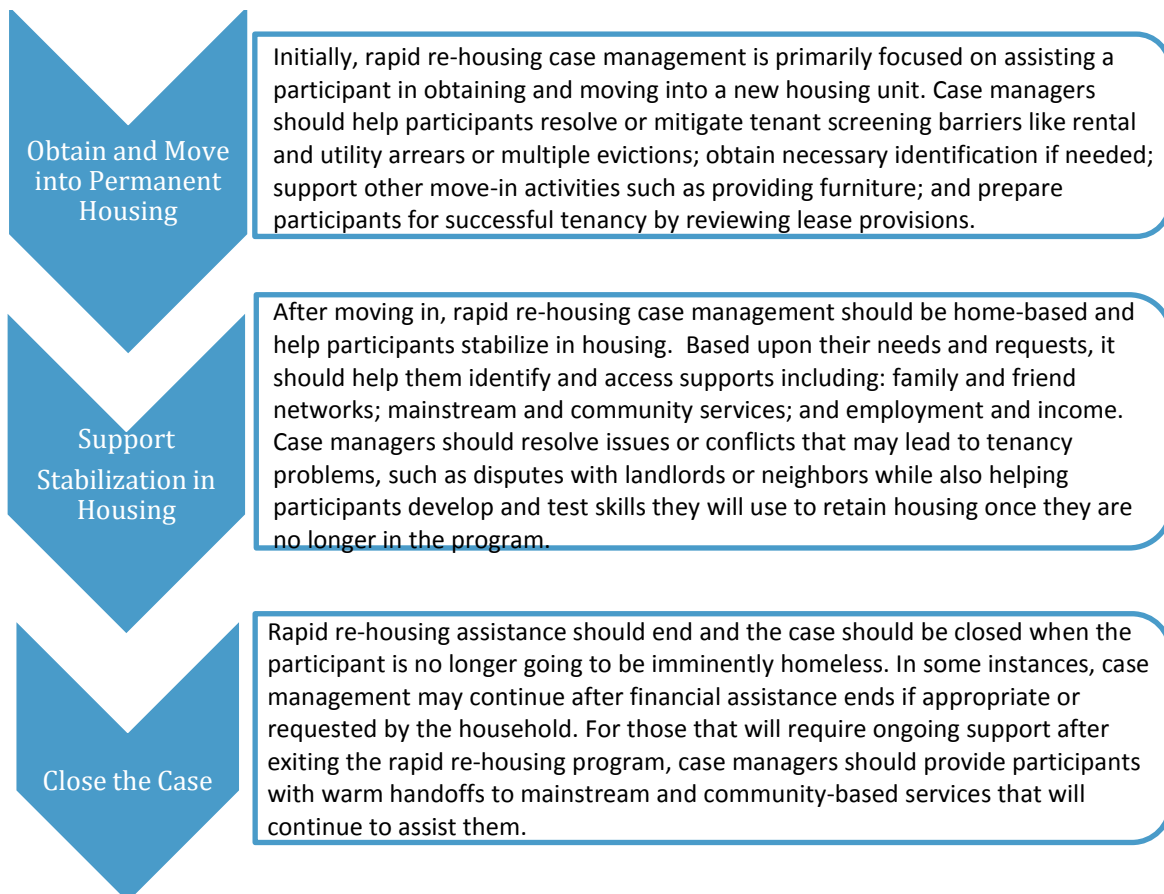 Obtain and Move
into Permanent
Housing
Initially, rapid re-housing case management is primarily focused on assisting a
participant in obtaining and moving into a new housing unit. Case managers
should help participants resolve or mitigate tenant screening barriers like rental
and utility arrears or multiple evictions; obtain necessary identification if needed;
support other move-in activities such as providing furniture; and prepare
participants for successful tenancy by reviewing lease provisions.
Support
Stabilization in
Housing
After moving in, rapid re-housing case management should be home-based and
help participants stabilize in housing.  Based upon their needs and requests, it
should help them identify and access supports including: family and friend
networks; mainstream and community services; and employment and income.
Case managers should resolve issues or conflicts that may lead to tenancy
problems, such as disputes with landlords or neighbors while also helping
participants develop and test skills they will use to retain housing once they are
no longer in the program.
Close the Case
Rapid re-housing assistance should end and the case should be closed when the
participant is no longer going to be imminently homeless. In some instances, case
management may continue after financial assistance ends if appropriate or
requested by the household. For those that will require ongoing support after
exiting the rapid re-housing program, case managers should provide participants
with warm handoffs to mainstream and community-based services that will
continue to assist them.